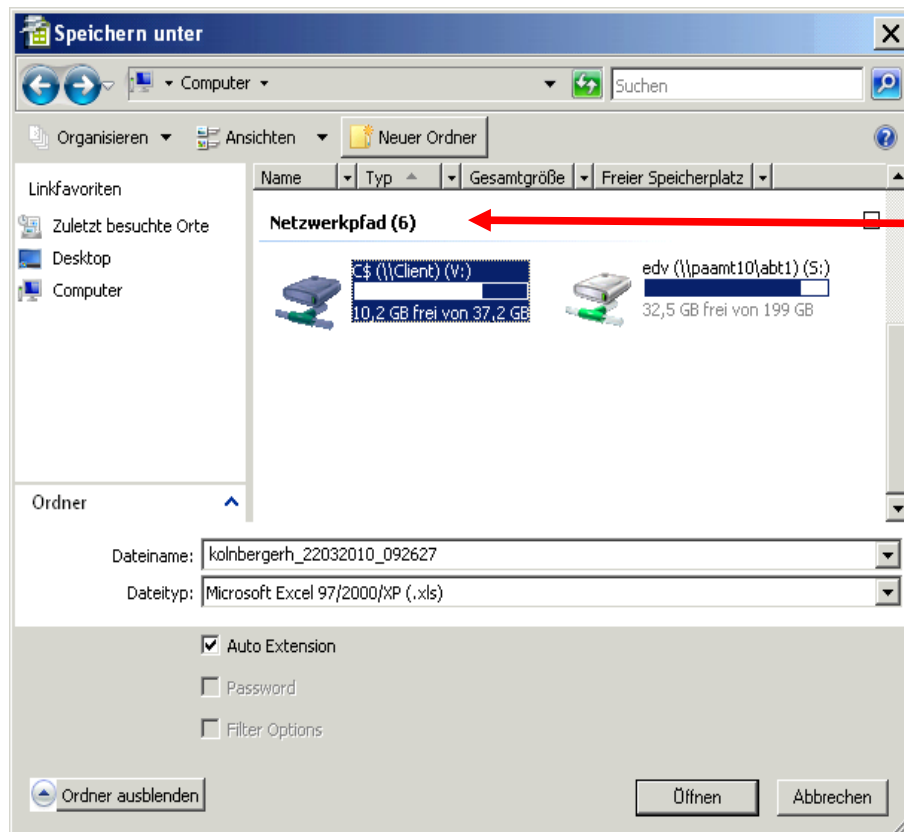 Speichern unter
Computer
Suchen
Organisieren Ansichten Neuer Ordner
Name Typ Gesamtgröße Freier Speicherplatz
Linkfavoriten
Zuletzt besuchte Orte
Desktop
Computer
Netzwerkpfad (6)
C$ (\\Client) (V:)
10,2 GB frei von 37,2 GB
edv (\\paamt10\abt1) (S:)
32,5 GB frei von 199 GB
Ordner
Dateiname: kolnbergerh_22032010_092627
Dateityp: Microsoft Excel 97/2000/XP (.xls)
Auto Extension
Password
Filter Options
Ordner ausblenden Öffnen Abbrechen